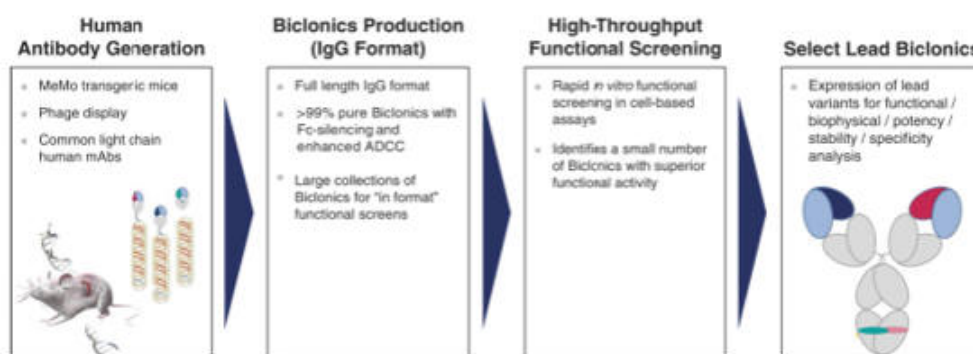 Human
Antibody Generation
MeMo transgeric mice
Phage display
Common light chain
human mAbs
Biclonics Production
(IgG Format)
Full length IgG format
>99% pure Biclonics with
Fc-silencing and
enhanced ADCC
Large collections of
Biclonics for "in format"
functional screens
High-Throughput
Functional Screening
Rapid in vitro functional
screening in cell-based
assays
Identifies a small number
of Biclonics with superior
functional activity
Select Lead Biclonics
Expression of lead
variants for functional /
biophysical / potency /
stability / specificity
analysis